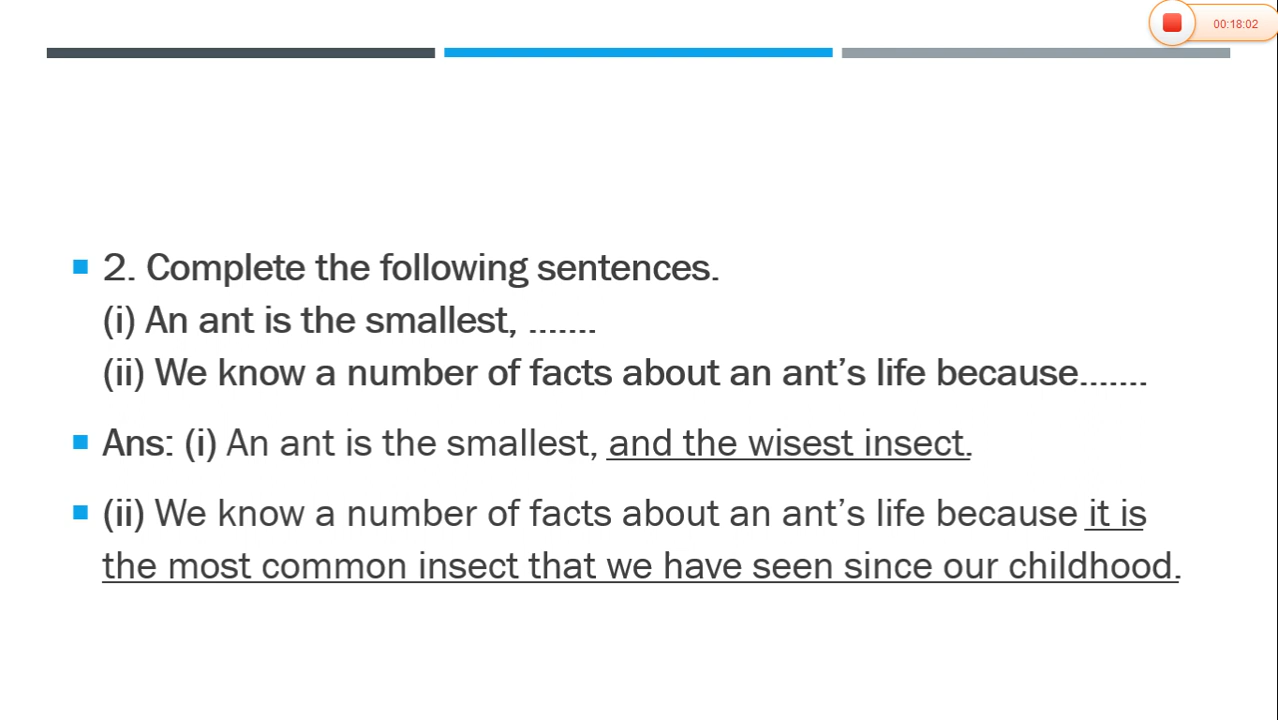 00:18:02
2. Complete the following sentences.
(i) An ant is the smallest, .......
(ii) We know a number of facts about an ant’s life because.......
Ans: (i) An ant is the smallest, and the wisest insect.
(ii) We know a number of facts about an ant’s life because it is
the most common insect that we have seen since our childhood.